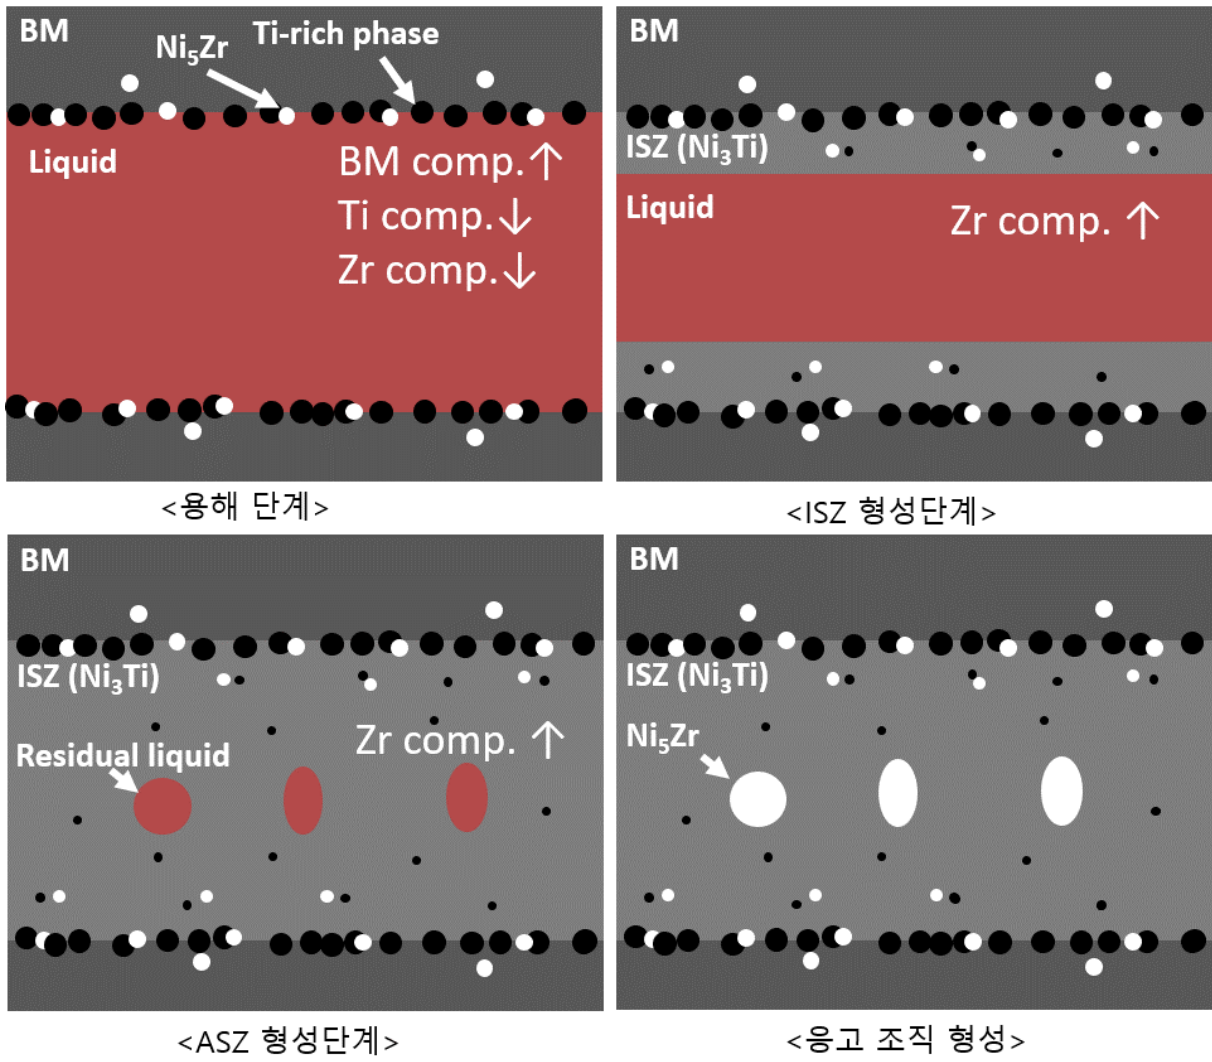 BM
Ni₅Zr
Ti-rich phase
Liquid
BM comp.↑
Ti comp.↓
Zr comp.↓
<용해 단계>
BM
ISZ (Ni₃Ti)
Liquid
Zr comp. ↑
<ISZ 형성단계>
BM
ISZ (Ni₃Ti)
Zr comp. ↑
Residual liquid
<ASZ 형성단계>
BM
ISZ (Ni₃Ti)
Ni₅Zr
<응고 조직 형성>